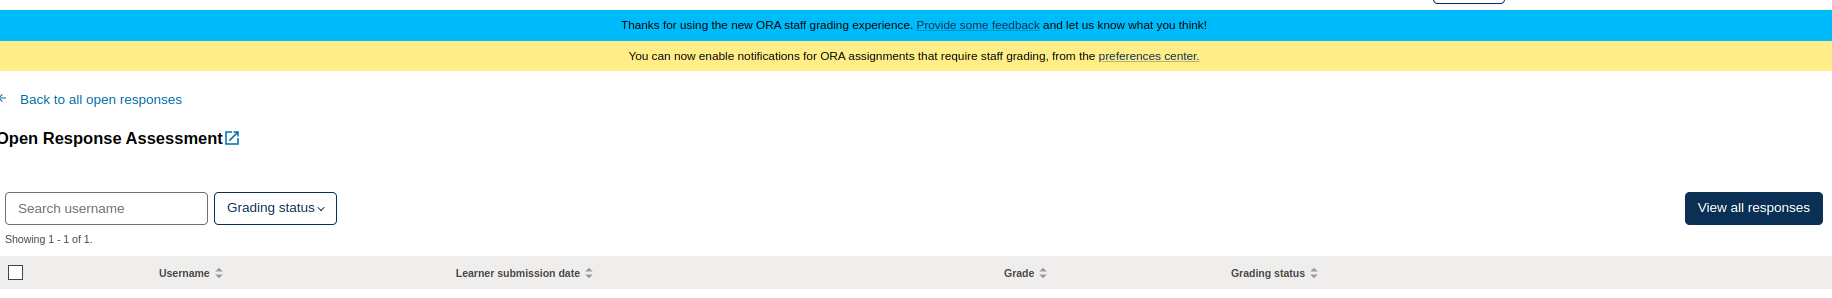 Thanks for using the new ORA staff grading experience. Provide some feedback and let us know what you think!
You can now enable notifications for ORA assignments that require staff grading, from the preferences center.
Back to all open responses
Open Response Assessment
Search username
Grading status
View all responses
Showing 1 - 1 of 1.
Username Learner submission date Grade Grading status